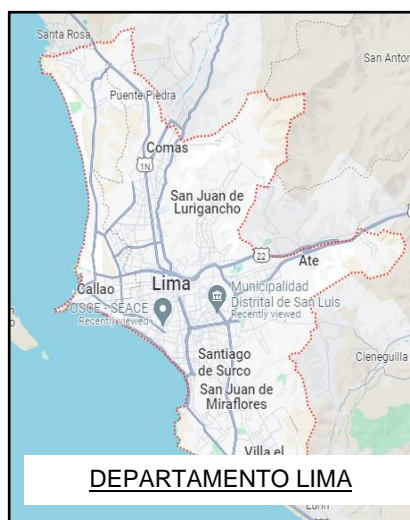 Santa Rosa
San Anton
Puente Piedra
Comas
1N
San Juan de
Lurigancho
22
Ate
Lima
Municipalidad
Distrital de San Luis
Recently viewed
Callao
OSCE - SEACE
Recently viewed
Cieneguilla
Santiago
de Surco
San Juan de
Miraflores
Villa el
DEPARTAMENTO LIMA
Lurín